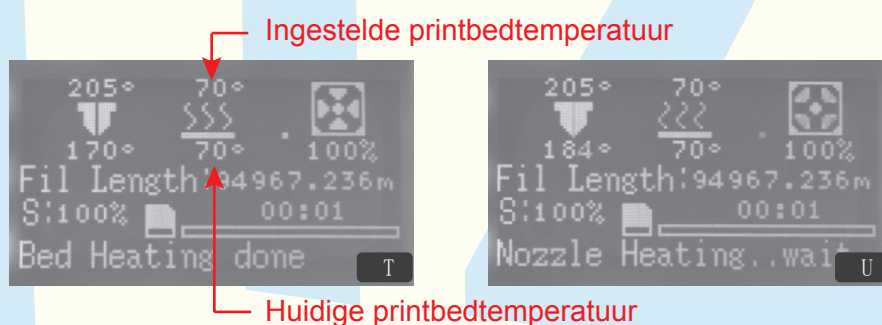 Ingestelde printbedtemperatuur
205° 70°
170° 70° 100%
Fil Length:94967.236m
S:100% 00:01
Bed Heating done
T
205° 70°
184° 70° 100%
Fil Length:94967.236m
S:100% 00:01
Nozzle Heating..wait
U
Huidige printbedtemperatuur